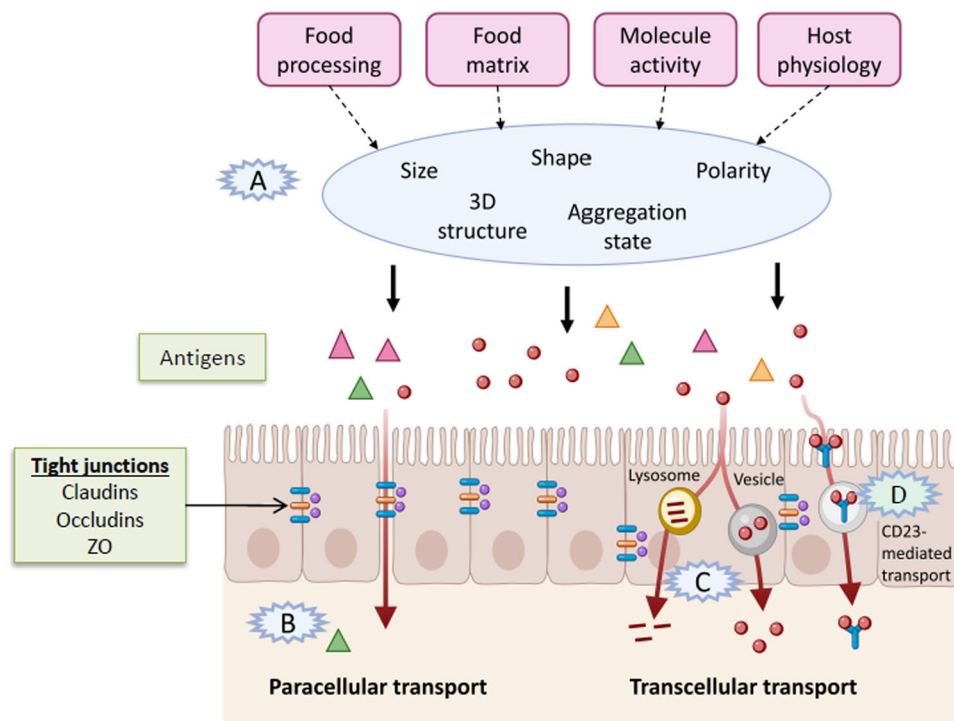 Food
processing
Food
matrix
Molecule
activity
Host
physiology
A
Size
Shape
Polarity
3D
structure
Aggregation
state
Antigens
Tight junctions
Claudins
Occludins
ZO
Lysosome
Vesicle
D
CD23-
mediated
transport
C
B
Paracellular transport
Transcellular transport